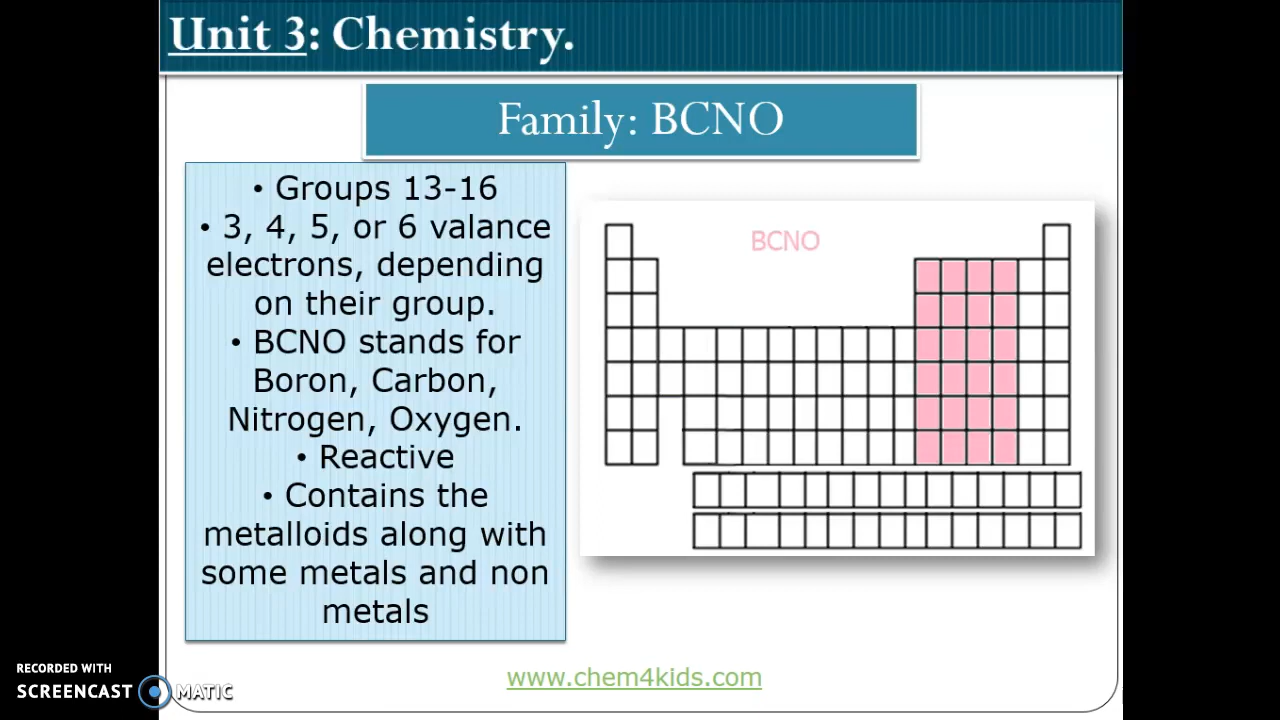 Unit 3: Chemistry.
Family: BCNO
• Groups 13-16
• 3, 4, 5, or 6 valance
electrons, depending
on their group.
• BCNO stands for
Boron, Carbon,
Nitrogen, Oxygen.
• Reactive
• Contains the
metalloids along with
some metals and non
metals
BCNO
www.chem4kids.com
RECORDED WITH
SCREENCAST MATIC